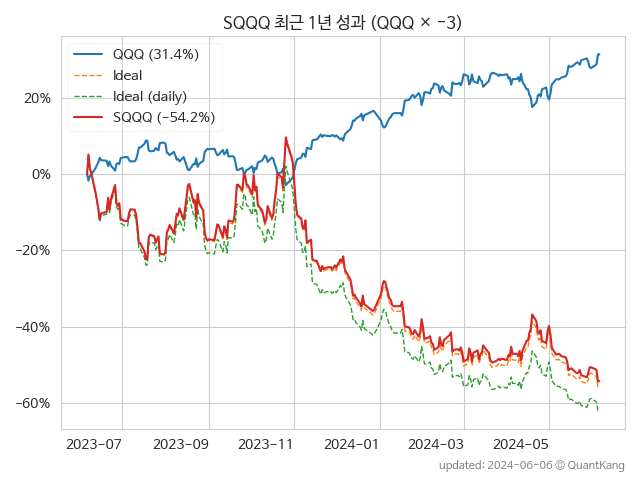 SQQQ 최근 1년 성과 (QQQ × −3)
QQQ (31.4%)
Ideal
Ideal (daily)
SQQQ (−54.2%)
20%
0%
−20%
−40%
−60%
2023-07
2023-09
2023-11
2024-01
2024-03
2024-05
updated: 2024-06-06 ⓒ QuantKang